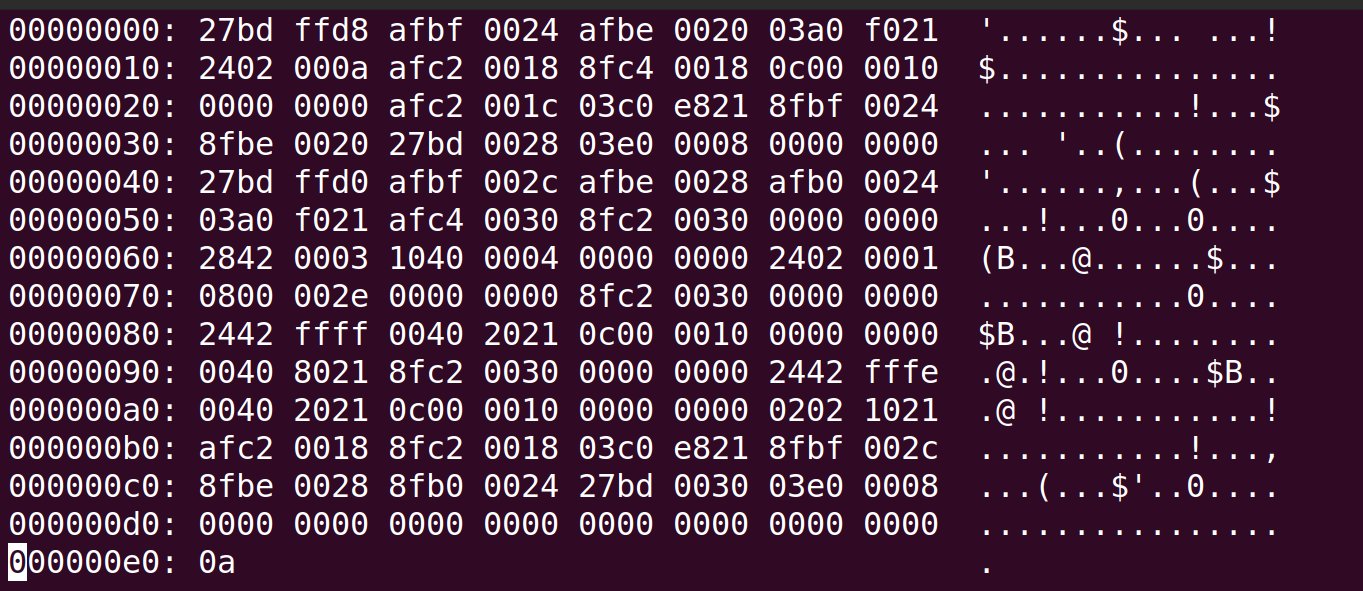 00000000: 27bd ffd8 afbf 0024 afbe 0020 03a0 f021  '......$... ...!
00000010: 2402 000a afc2 0018 8fc4 0018 0c00 0010  $...............
00000020: 0000 0000 afc2 001c 03c0 e821 8fbf 0024  ...........!...$
00000030: 8fbe 0020 27bd 0028 03e0 0008 0000 0000  ... '..(........
00000040: 27bd ffd0 afbf 002c afbe 0028 afb0 0024  '......,...(...$
00000050: 03a0 f021 afc4 0030 8fc2 0030 0000 0000  ...!...0...0....
00000060: 2842 0003 1040 0004 0000 0000 2402 0001  (B...@......$...
00000070: 0800 002e 0000 0000 8fc2 0030 0000 0000  ...........0....
00000080: 2442 ffff 0040 2021 0c00 0010 0000 0000  $B...@ !........
00000090: 0040 8021 8fc2 0030 0000 0000 2442 fffe  .@.!...0....$B..
000000a0: 0040 2021 0c00 0010 0000 0000 0202 1021  .@ !...........!
000000b0: afc2 0018 8fc2 0018 03c0 e821 8fbf 002c  ...........!...,
000000c0: 8fbe 0028 8fb0 0024 27bd 0030 03e0 0008  ...(...$'..0....
000000d0: 0000 0000 0000 0000 0000 0000 0000 0000  ................
000000e0: 0a                                       .